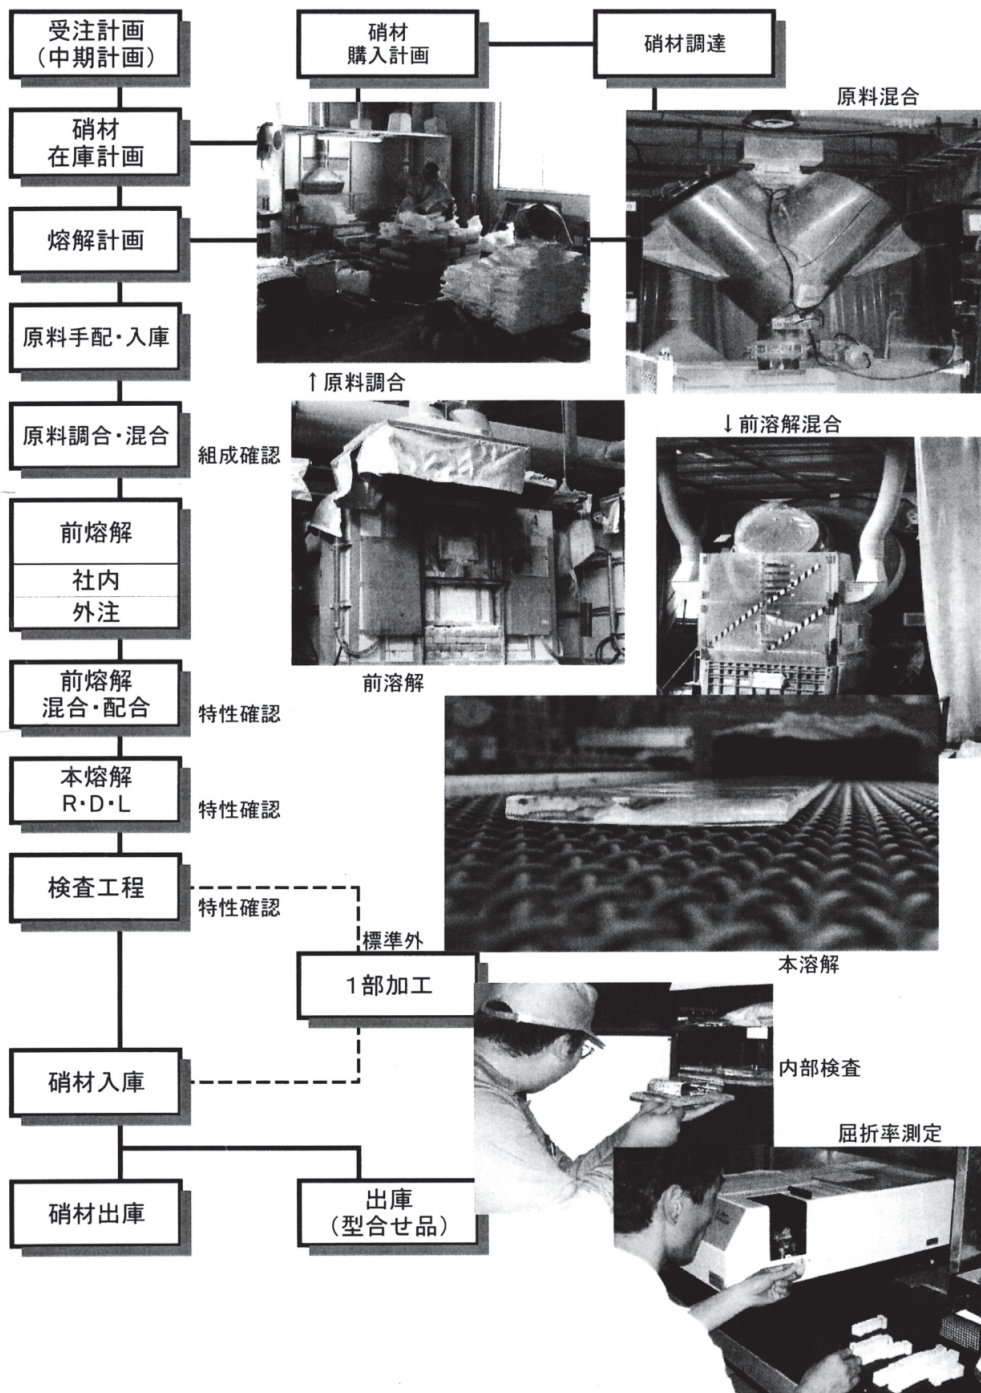 受注計画
（中期計画）
硝材
購入計画
硝材調達
硝材
在庫計画
原料混合
熔解計画
原料手配・入庫
↑原料調合
原料調合・混合
組成確認
↓前溶解混合
前熔解
社内
外注
前溶解
前熔解
混合・配合
特性確認
本熔解
R・D・L
特性確認
検査工程
特性確認
標準外
1部加工
本溶解
硝材入庫
内部検査
屈折率測定
硝材出庫
出庫
（型合せ品）